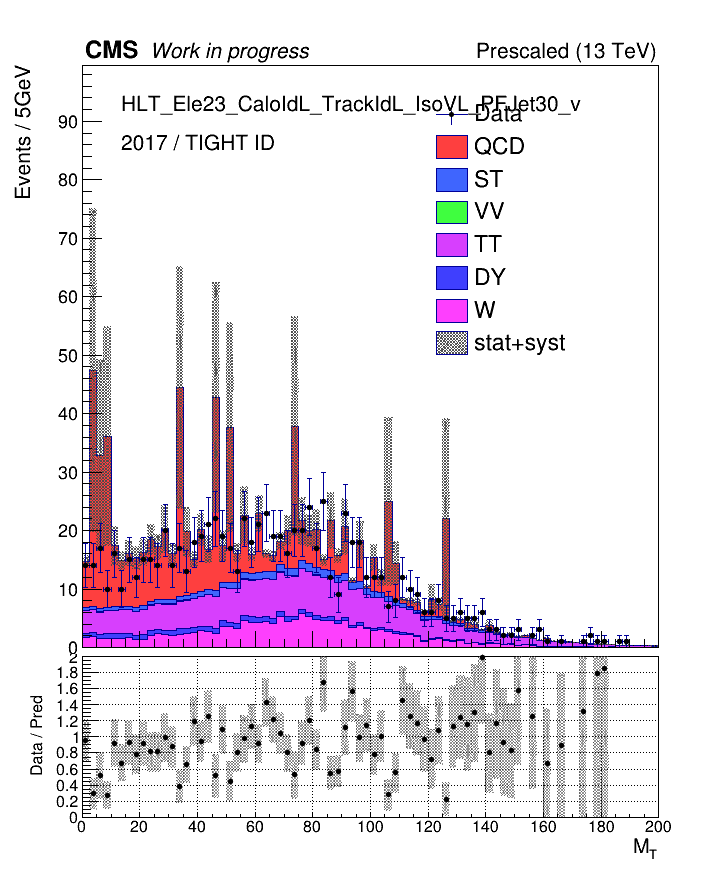 CMS Work in progress Prescaled (13 TeV)
Events / 5GeV
HLT_Ele23_CaloIdL_TrackIdL_IsoVL_PFJet30_v
2017 / TIGHT ID
Data
QCD
ST
VV
TT
DY
W
stat+syst
90
80
70
60
50
40
30
20
10
0
Data / Pred
2
1.8
1.6
1.4
1.2
1
0.8
0.6
0.4
0.2
0
0 20 40 60 80 100 120 140 160 180 200
M_T